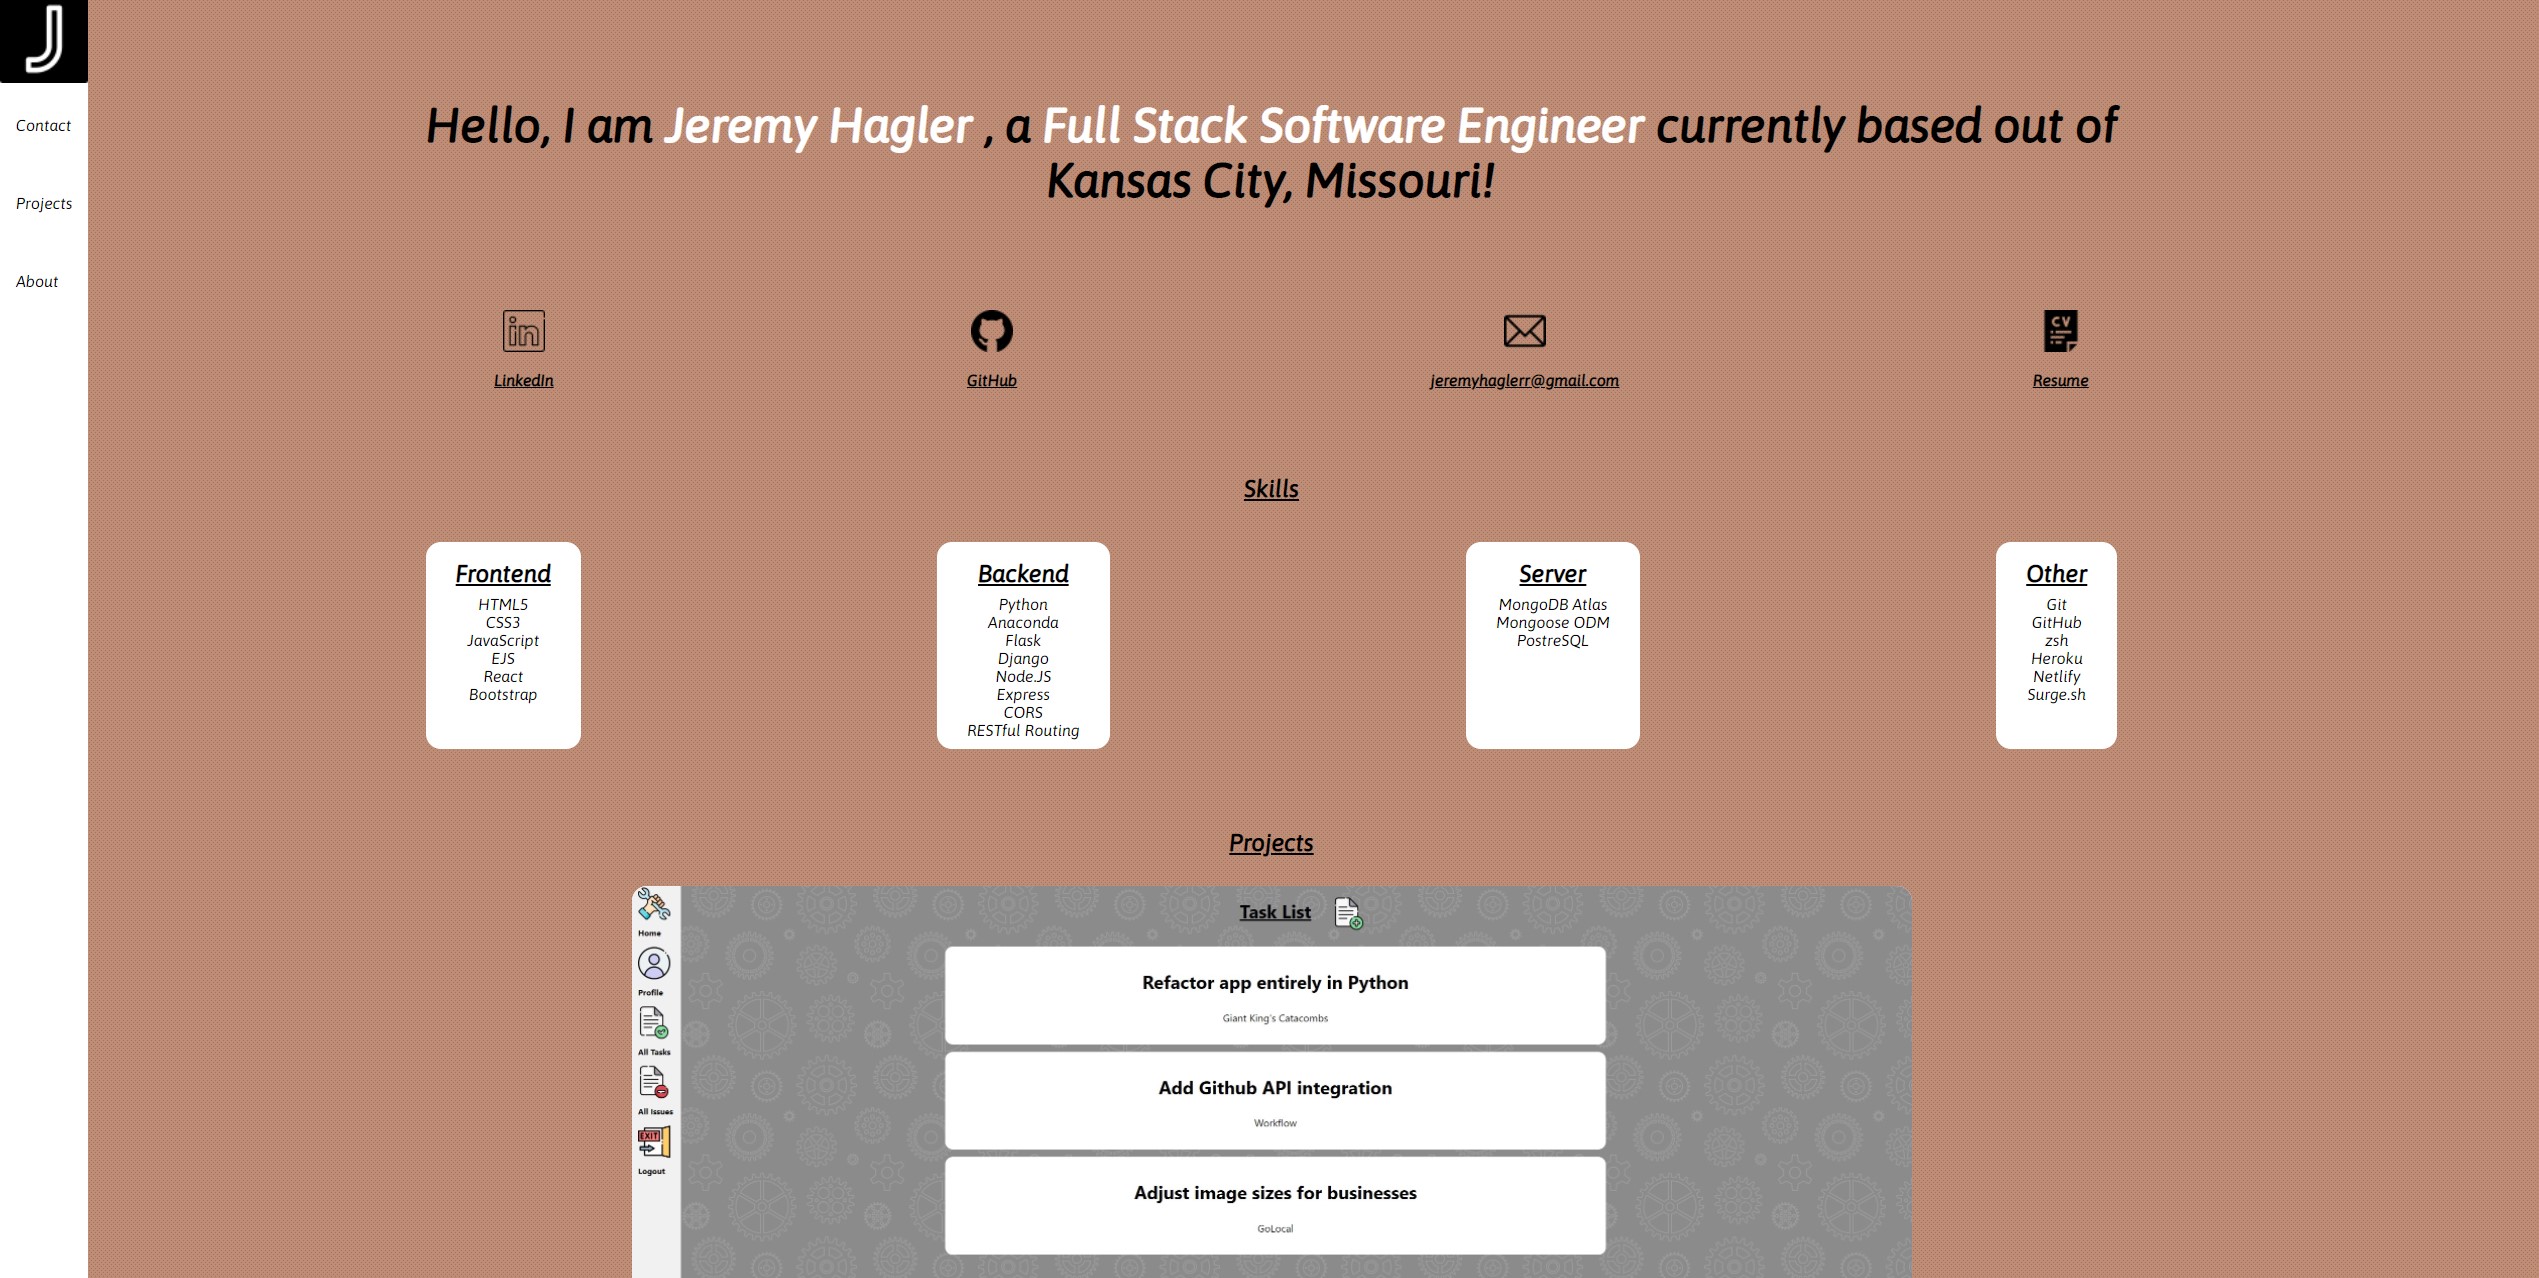 J
Contact
Projects
About
Hello, I am Jeremy Hagler , a Full Stack Software Engineer currently based out of
Kansas City, Missouri!
in
LinkedIn
GitHub
jeremyhaglerr@gmail.com
CV
Resume
Skills
Frontend
HTML5
CSS3
JavaScript
EJS
React
Bootstrap
Backend
Python
Anaconda
Flask
Django
Node.JS
Express
CORS
RESTful Routing
Server
MongoDB Atlas
Mongoose ODM
PostreSQL
Other
Git
GitHub
zsh
Heroku
Netlify
Surge.sh
Projects
Home
Profile
All Tasks
All Issues
EXIT
Logout
Task List
Refactor app entirely in Python
Giant King's Catacombs
Add Github API integration
Workflow
Adjust image sizes for businesses
GoLocal